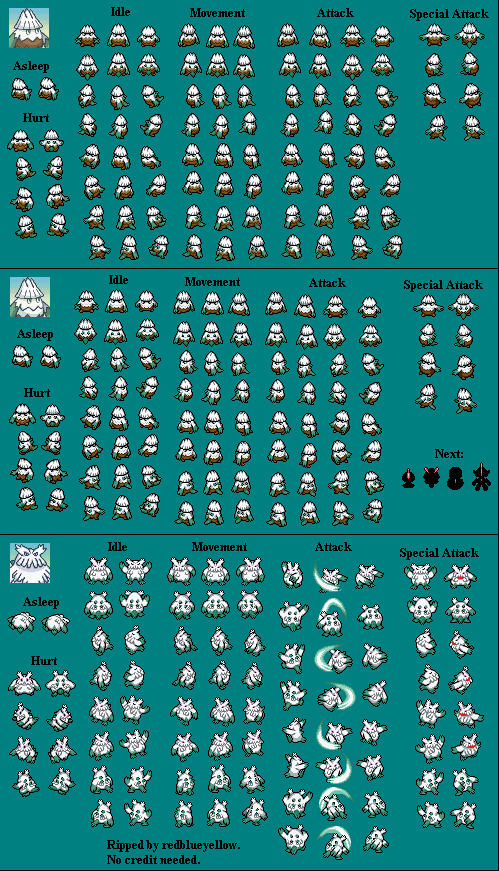 Idle
Movement
Attack
Special Attack
Asleep
Hurt
Idle
Movement
Attack
Special Attack
Asleep
Hurt
Next:
Idle
Movement
Attack
Special Attack
Asleep
Hurt
Ripped by redblueyellow.
No credit needed.